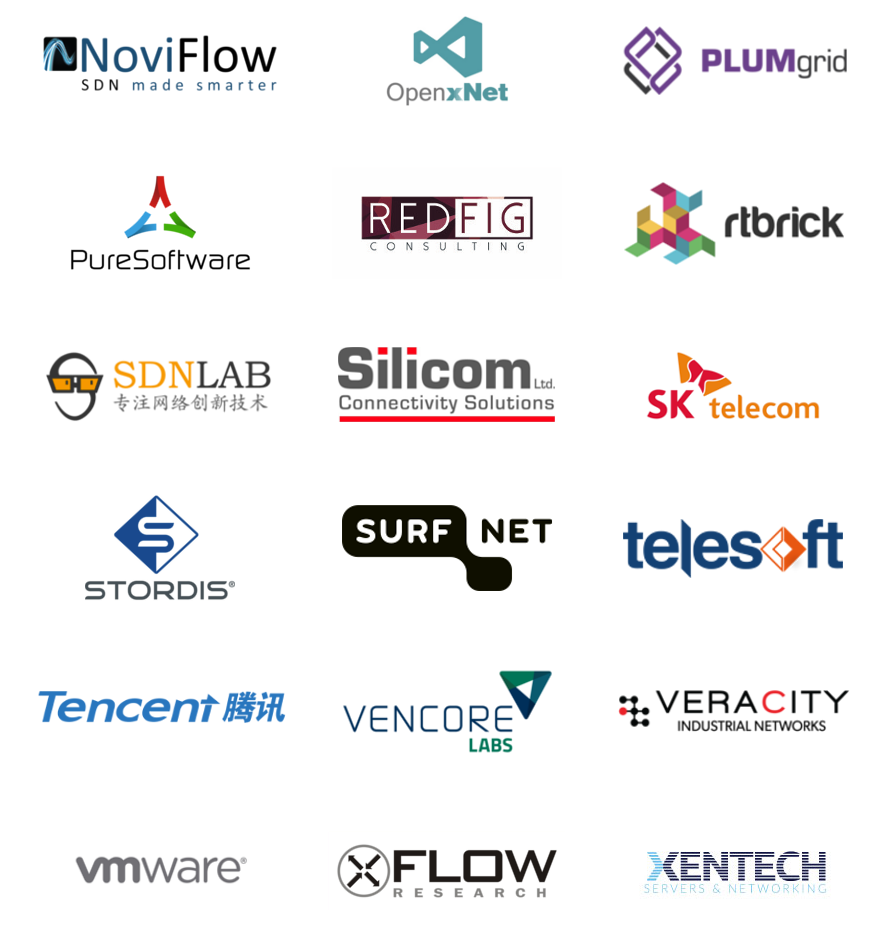 NoviFlow
SDN made smarter
OpenxNet
PLUMgrid
PureSoftware
REDFIG
CONSULTING
rtbrick
SDNLAB
专注网络创新技术
Silicom Ltd.
Connectivity Solutions
SK telecom
STORDIS®
SURF NET
telesoft
Tencent 腾讯
VENCORE
LABS
VERACITY
INDUSTRIAL NETWORKS
vmware®
XFLOW
RESEARCH
XENTECH
SERVERS & NETWORKING